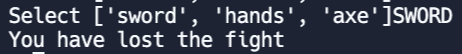 Select ['sword', 'hands', 'axe']SWORD
You have lost the fight